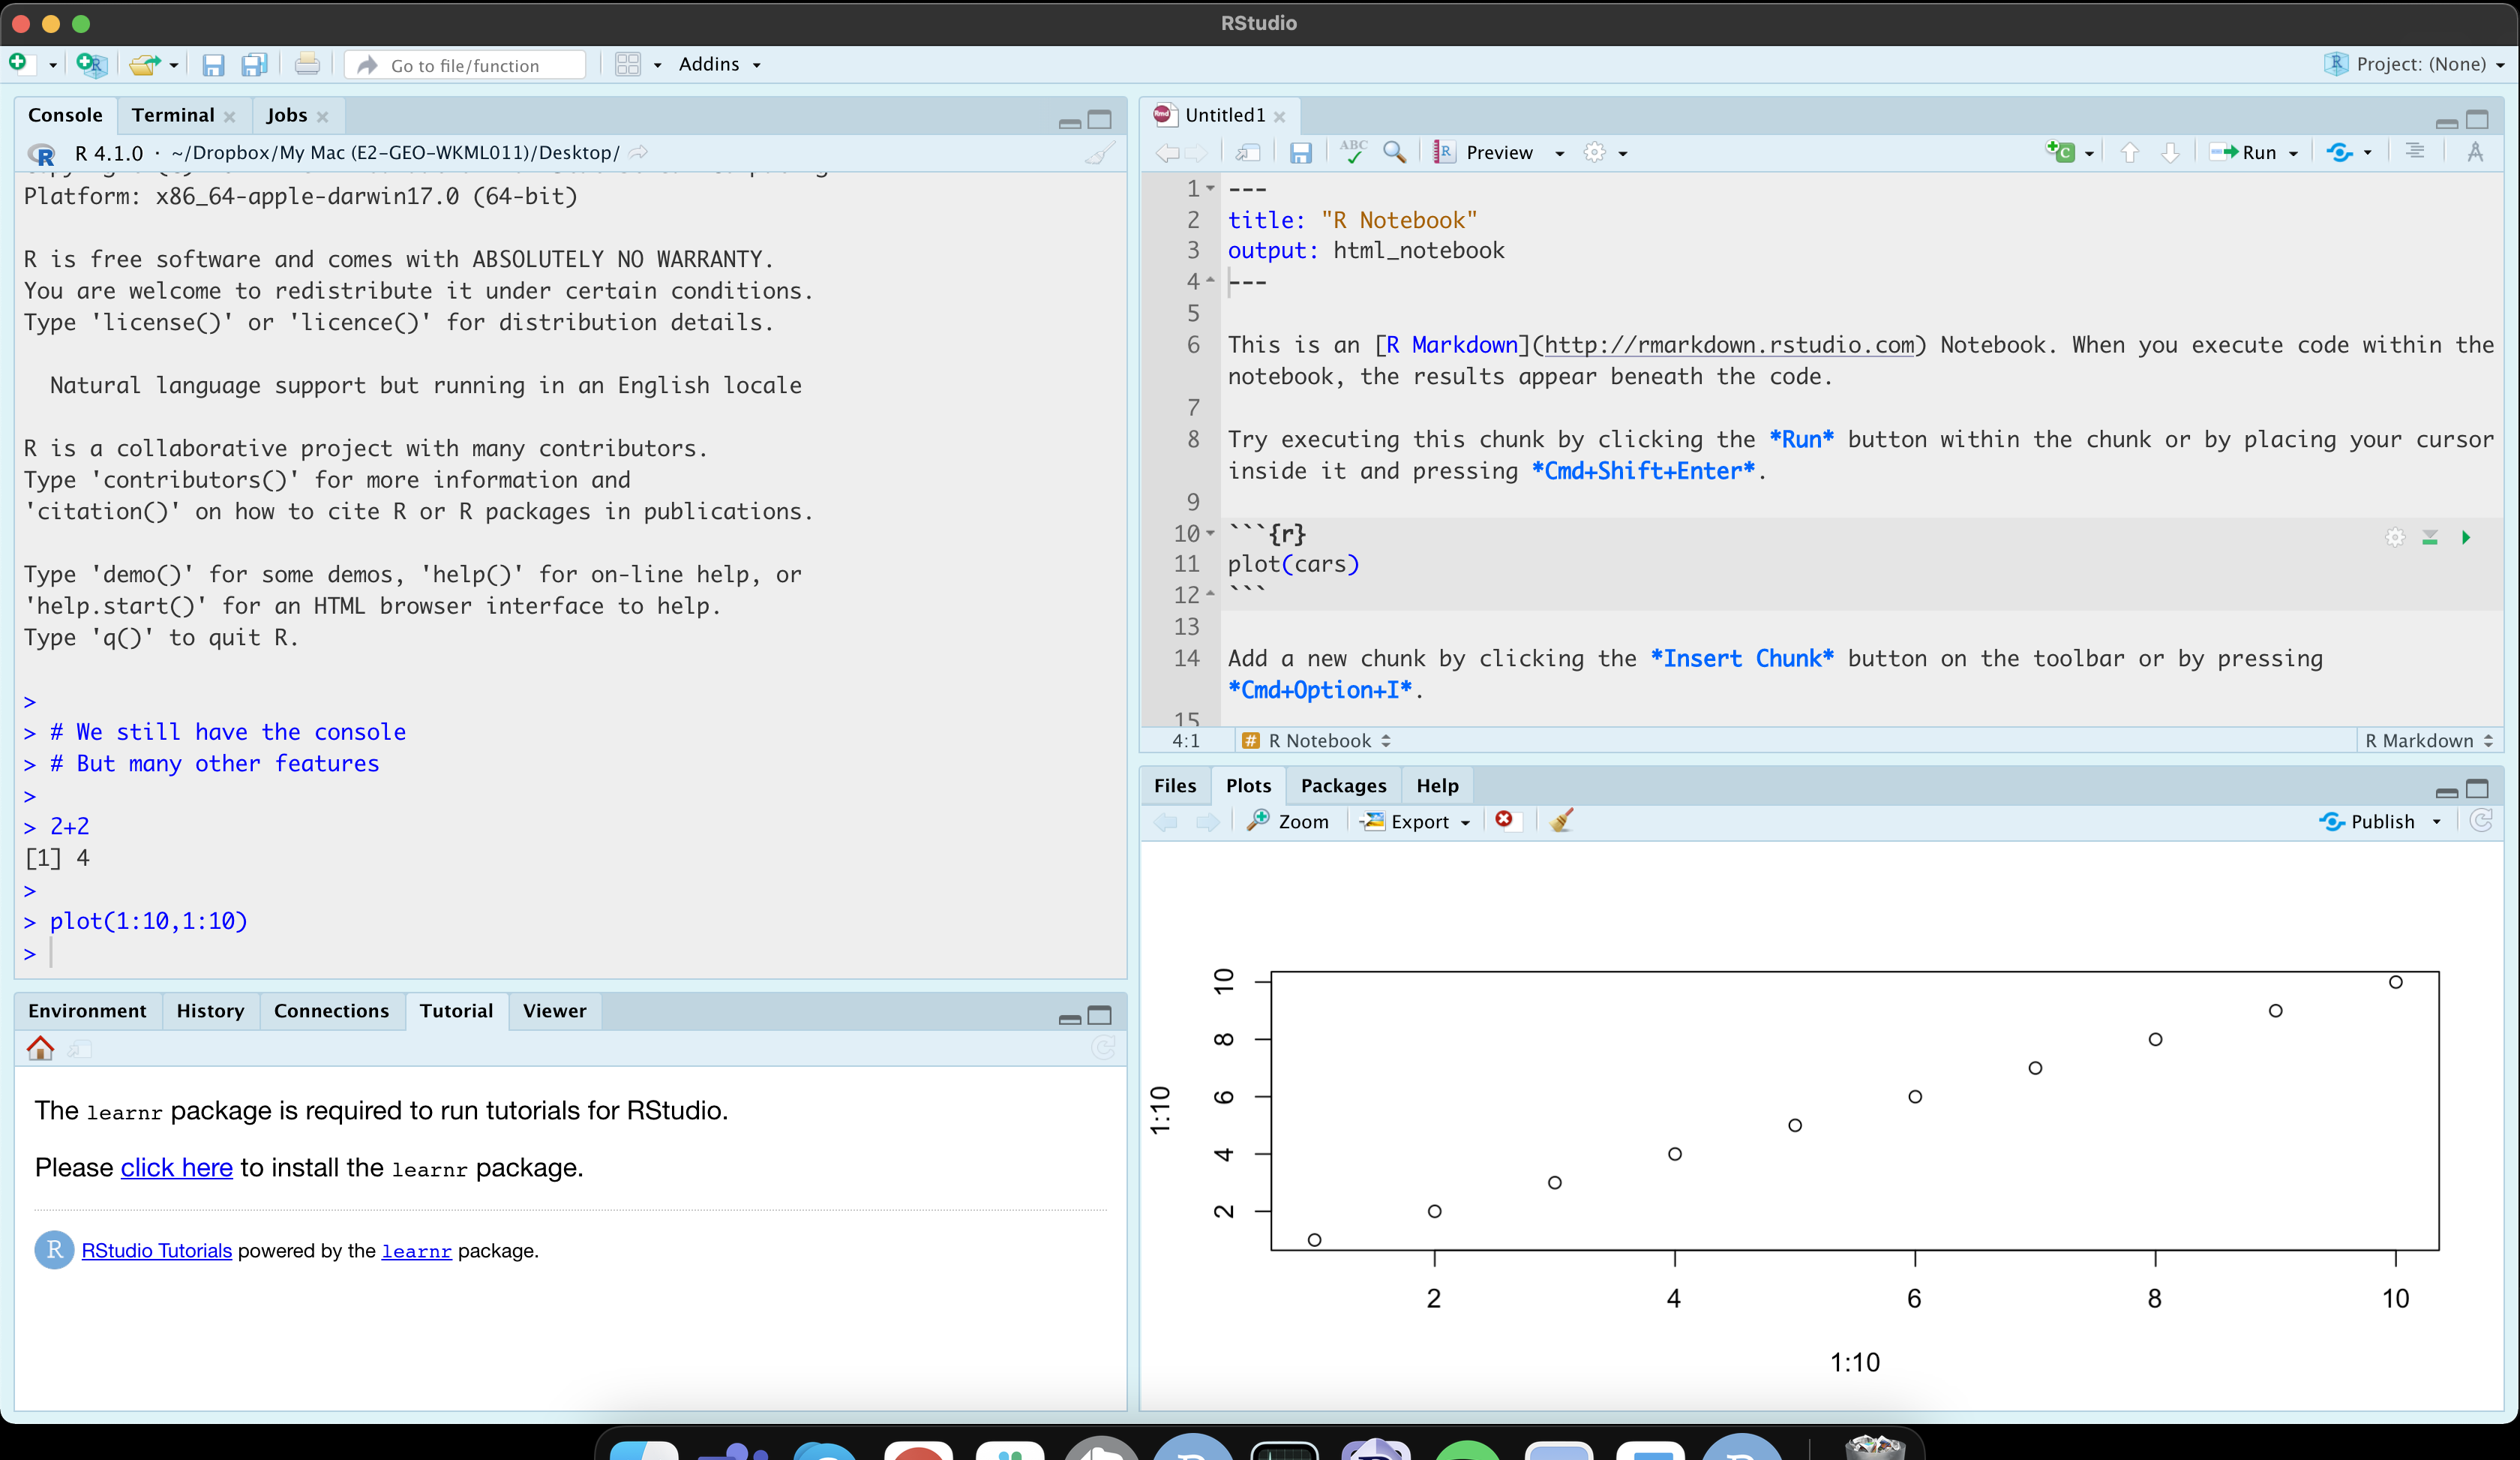 RStudio
Go to file/function
Addins
Project: (None)
Console
Terminal
Jobs
R 4.1.0 · ~/Dropbox/My Mac (E2-GEO-WKML011)/Desktop/
Platform: x86_64-apple-darwin17.0 (64-bit)
R is free software and comes with ABSOLUTELY NO WARRANTY.
You are welcome to redistribute it under certain conditions.
Type 'license()' or 'licence()' for distribution details.
Natural language support but running in an English locale
R is a collaborative project with many contributors.
Type 'contributors()' for more information and
'citation()' on how to cite R or R packages in publications.
Type 'demo()' for some demos, 'help()' for on-line help, or
'help.start()' for an HTML browser interface to help.
Type 'q()' to quit R.
>
> # We still have the console
> # But many other features
>
> 2+2
[1] 4
>
> plot(1:10,1:10)
>
Environment
History
Connections
Tutorial
Viewer
The learnr package is required to run tutorials for RStudio.
Please click here to install the learnr package.
R
RStudio Tutorials powered by the learnr package.
Untitled1
ABC
Preview
Run
1 ---
2 title: "R Notebook"
3 output: html_notebook
4 ---
5
6 This is an [R Markdown](http://rmarkdown.rstudio.com) Notebook. When you execute code within the
notebook, the results appear beneath the code.
7
8 Try executing this chunk by clicking the *Run* button within the chunk or by placing your cursor
inside it and pressing *Cmd+Shift+Enter*.
9
10 ```{r}
11 plot(cars)
12 ```
13
14 Add a new chunk by clicking the *Insert Chunk* button on the toolbar or by pressing
*Cmd+Option+I*.
15
4:1
# R Notebook
R Markdown
Files
Plots
Packages
Help
Zoom
Export
Publish
10
8
6
4
2
1:10
2 4 6 8 10
1:10